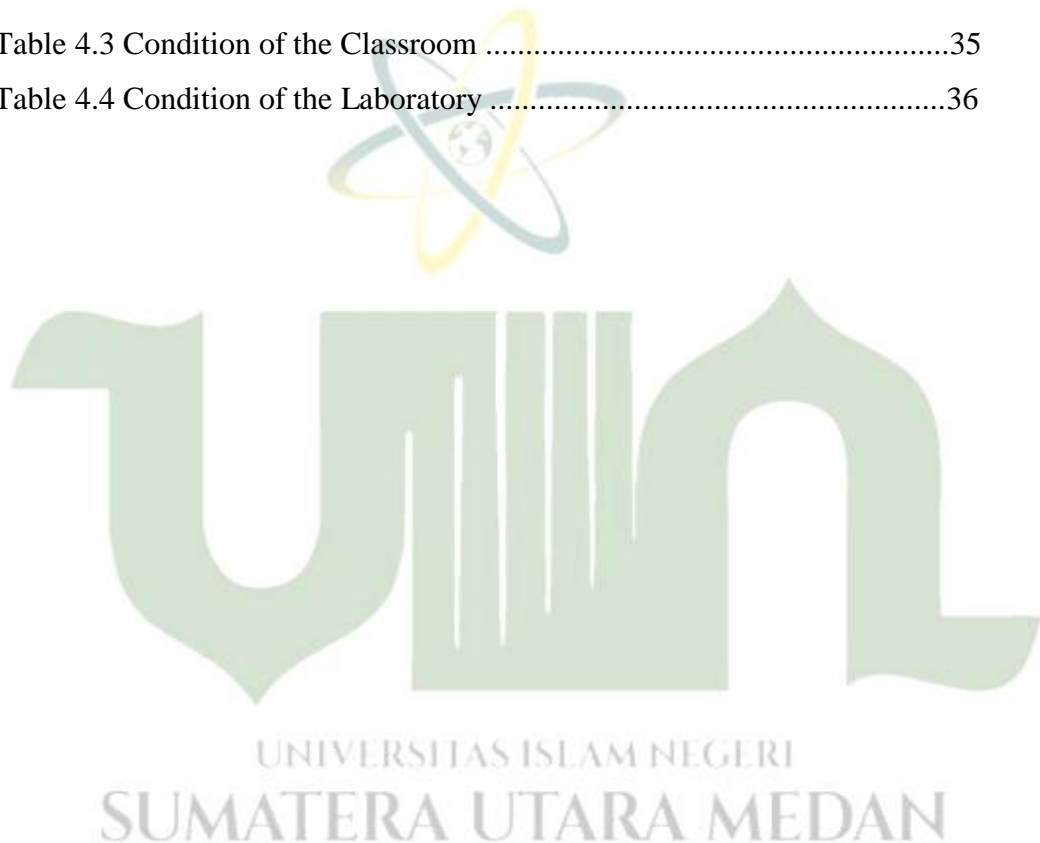 Table 4.3 Condition of the Classroom ..........................................................35
Table 4.4 Condition of the Laboratory .........................................................36
UIN
UNIVERSITAS ISLAM NEGERI
SUMATERA UTARA MEDAN